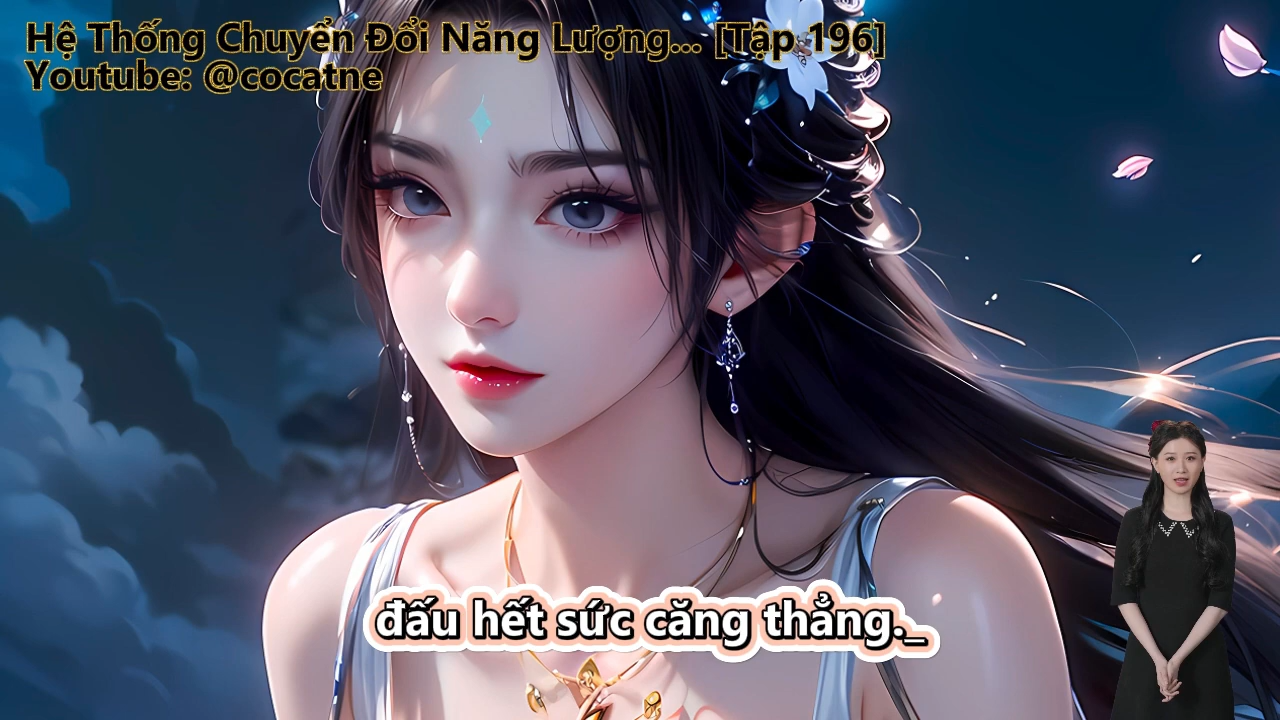 Hệ Thống Chuyển Đổi Năng Lượng... [Tập 196]
Youtube: @cocatne
đấu hết sức căng thẳng._